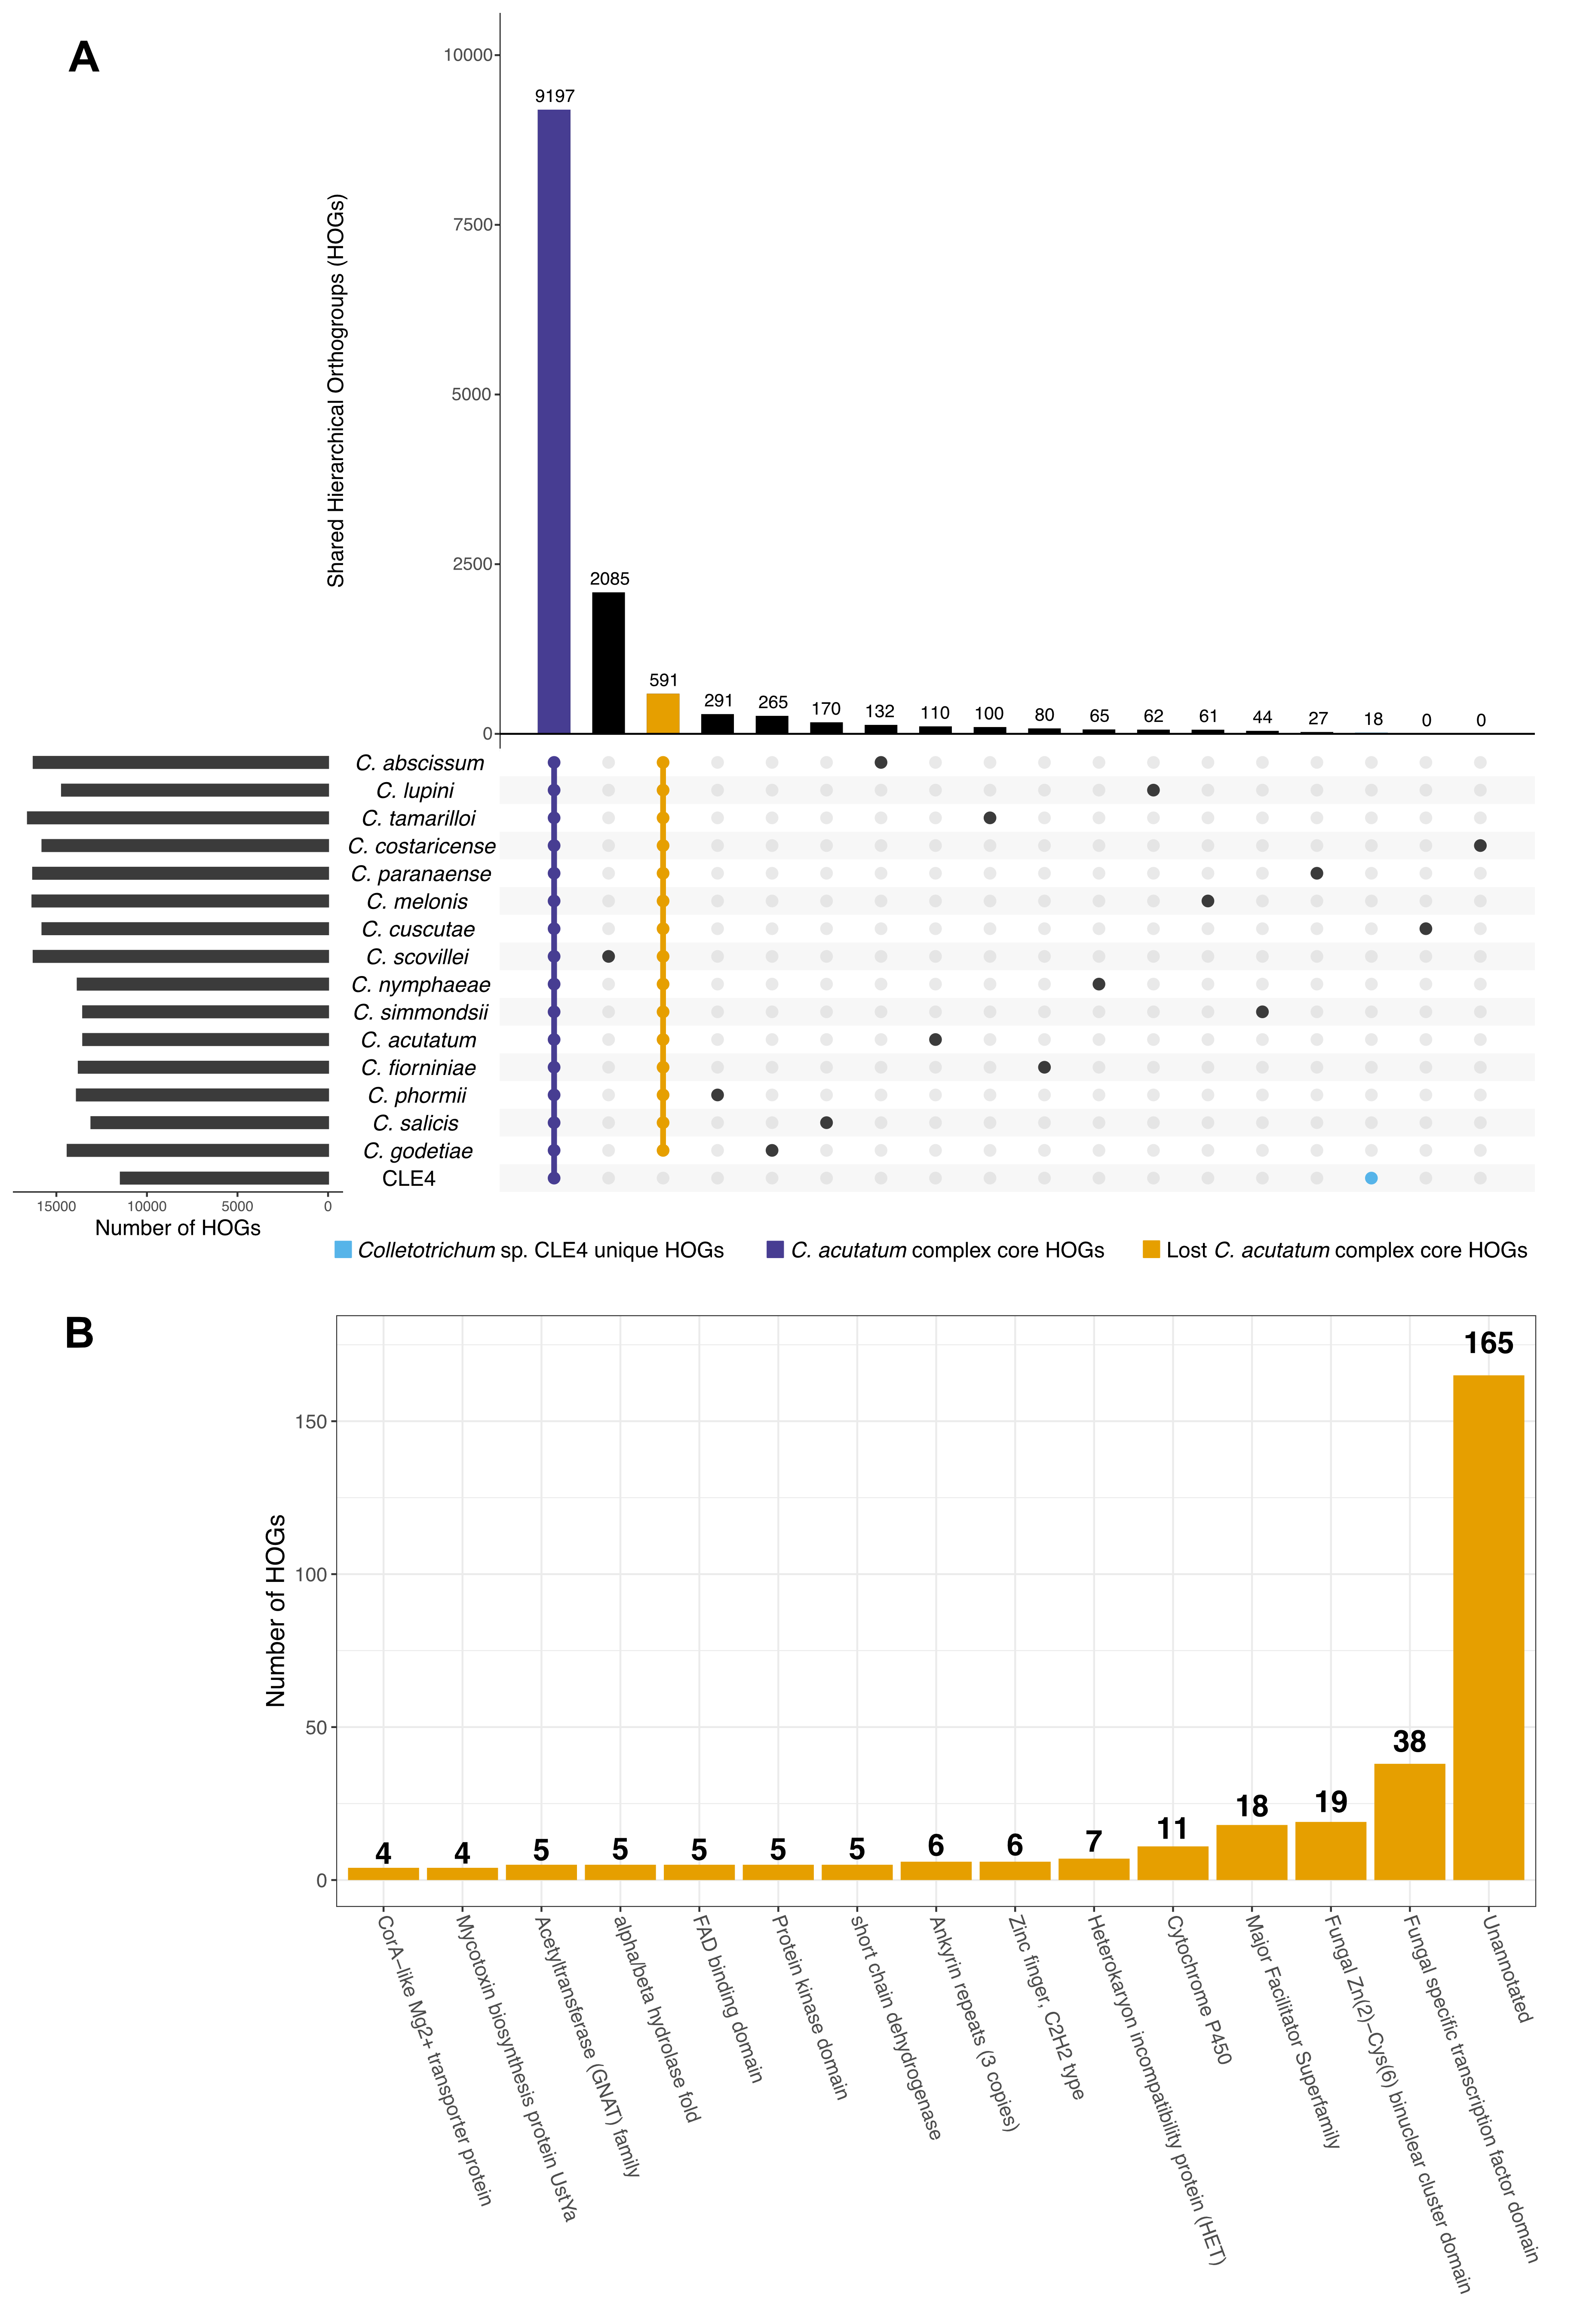 A
Shared Hierarchical Orthogroups (HOGs)
10000
7500
5000
2500
0
9197
2085
591
291
265
170
132
110
100
80
65
62
61
44
27
18
0
0
C. abscissum
C. lupini
C. tamarilloi
C. costaricense
C. paranaense
C. melonis
C. cuscutae
C. scovillei
C. nymphaeae
C. simmondsii
C. acutatum
C. fiorniniae
C. phormii
C. salicis
C. godetiae
CLE4
15000 10000 5000 0
Number of HOGs
Colletotrichum sp. CLE4 unique HOGs
C. acutatum complex core HOGs
Lost C. acutatum complex core HOGs
B
Number of HOGs
150
100
50
0
4
4
5
5
5
5
5
6
6
7
11
18
19
38
165
CorA-like Mg2+ transporter protein
Mycotoxin biosynthesis protein UstYa
Acetyltransferase (GNAT) family
alpha/beta hydrolase fold
FAD binding domain
Protein kinase domain
short chain dehydrogenase
Ankyrin repeats (3 copies)
Zinc finger, C2H2 type
Heterokaryon incompatibility protein (HET)
Cytochrome P450
Major Facilitator Superfamily
Fungal Zn(2)-Cys(6) binuclear cluster domain
Fungal specific transcription factor domain
Unannotated